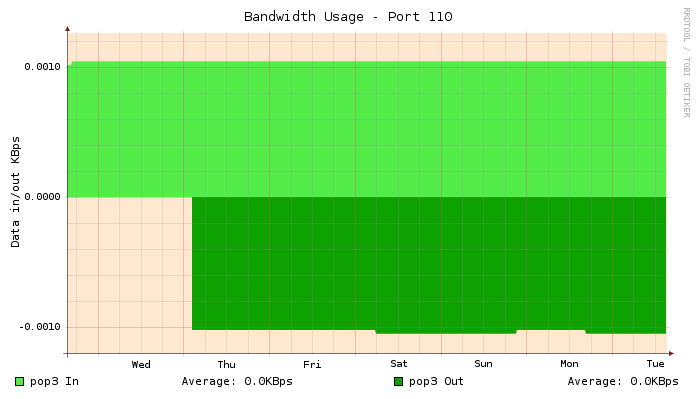 Bandwidth Usage - Port 110
RRDTOOL / TOBI OETIKER
Data in/out KBps
0.0010
0.0000
-0.0010
Wed Thu Fri Sat Sun Mon Tue
pop3 In Average: 0.0KBps pop3 Out Average: 0.0KBps